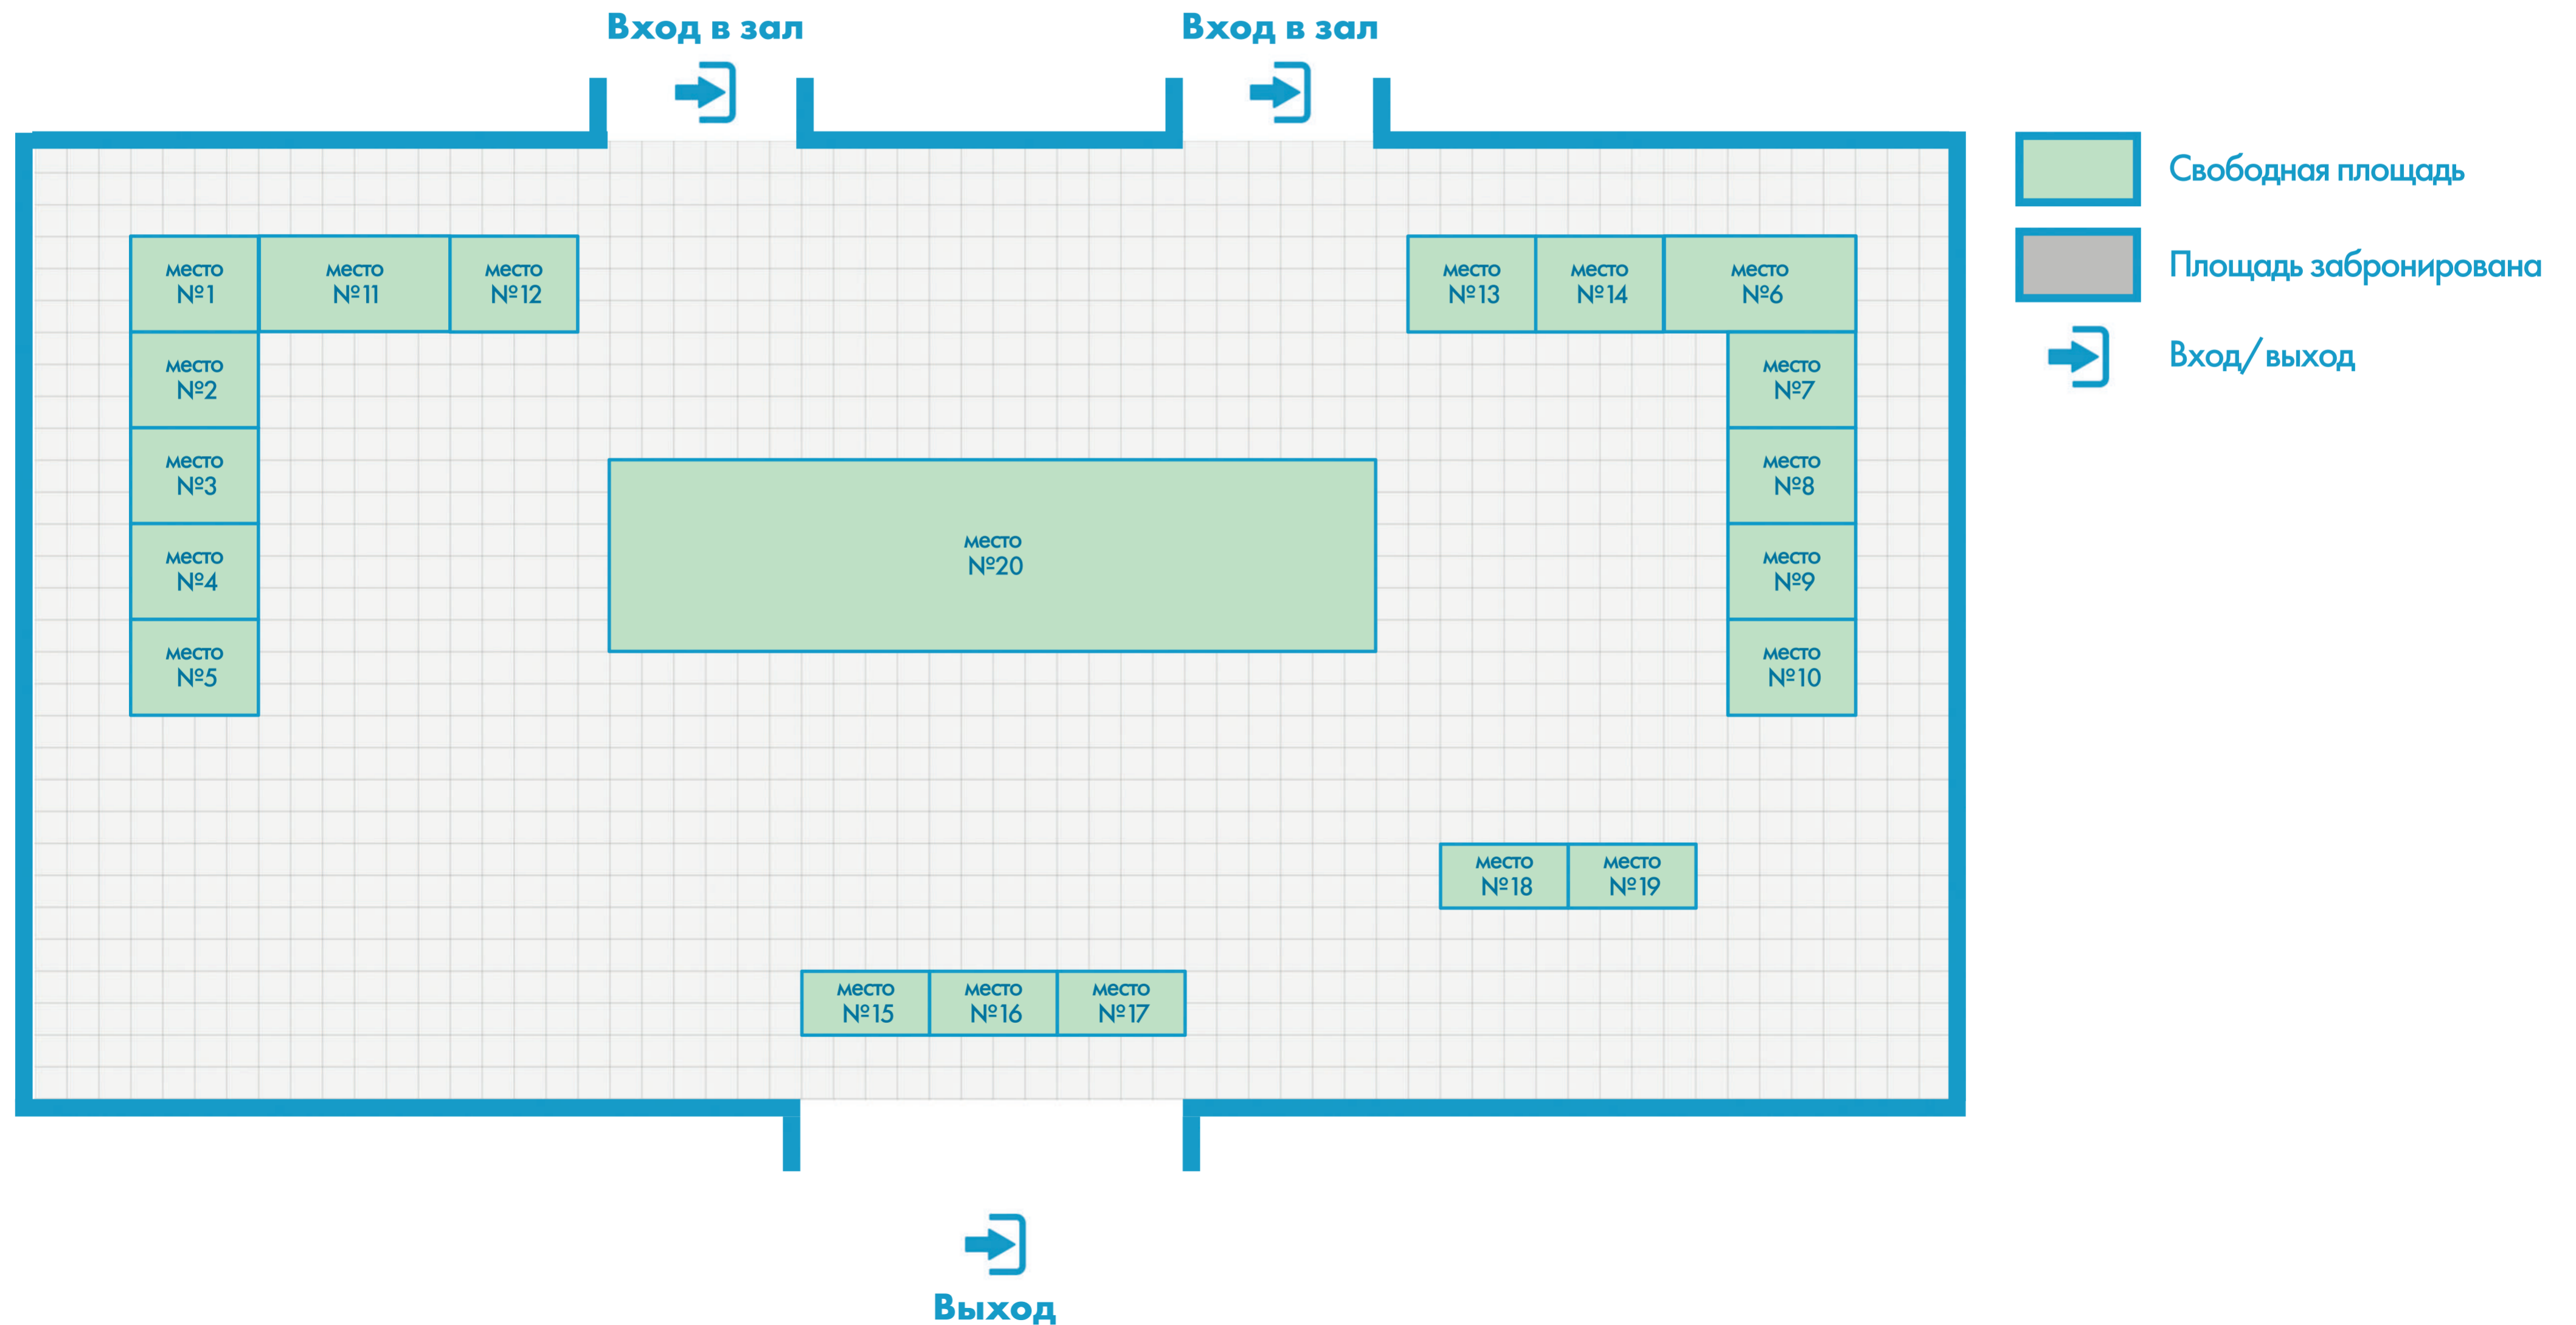 Вход в зал
Вход в зал
Свободная площадь
Площадь забронирована
Вход/выход
место
№1
место
№11
место
№12
место
№13
место
№14
место
№6
место
№2
место
№7
место
№3
место
№8
место
№20
место
№4
место
№9
место
№5
место
№10
место
№18
место
№19
место
№15
место
№16
место
№17
Выход